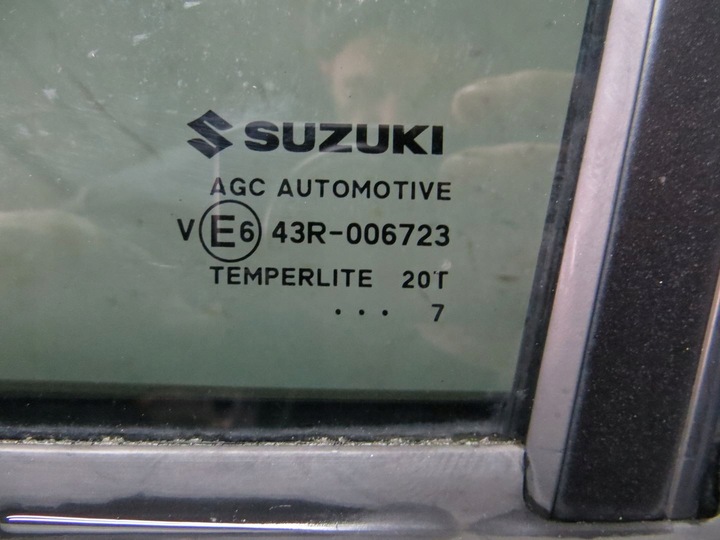 SUZUKI
AGC AUTOMOTIVE
V E6 43R-006723
TEMPERLITE 20T
... 7